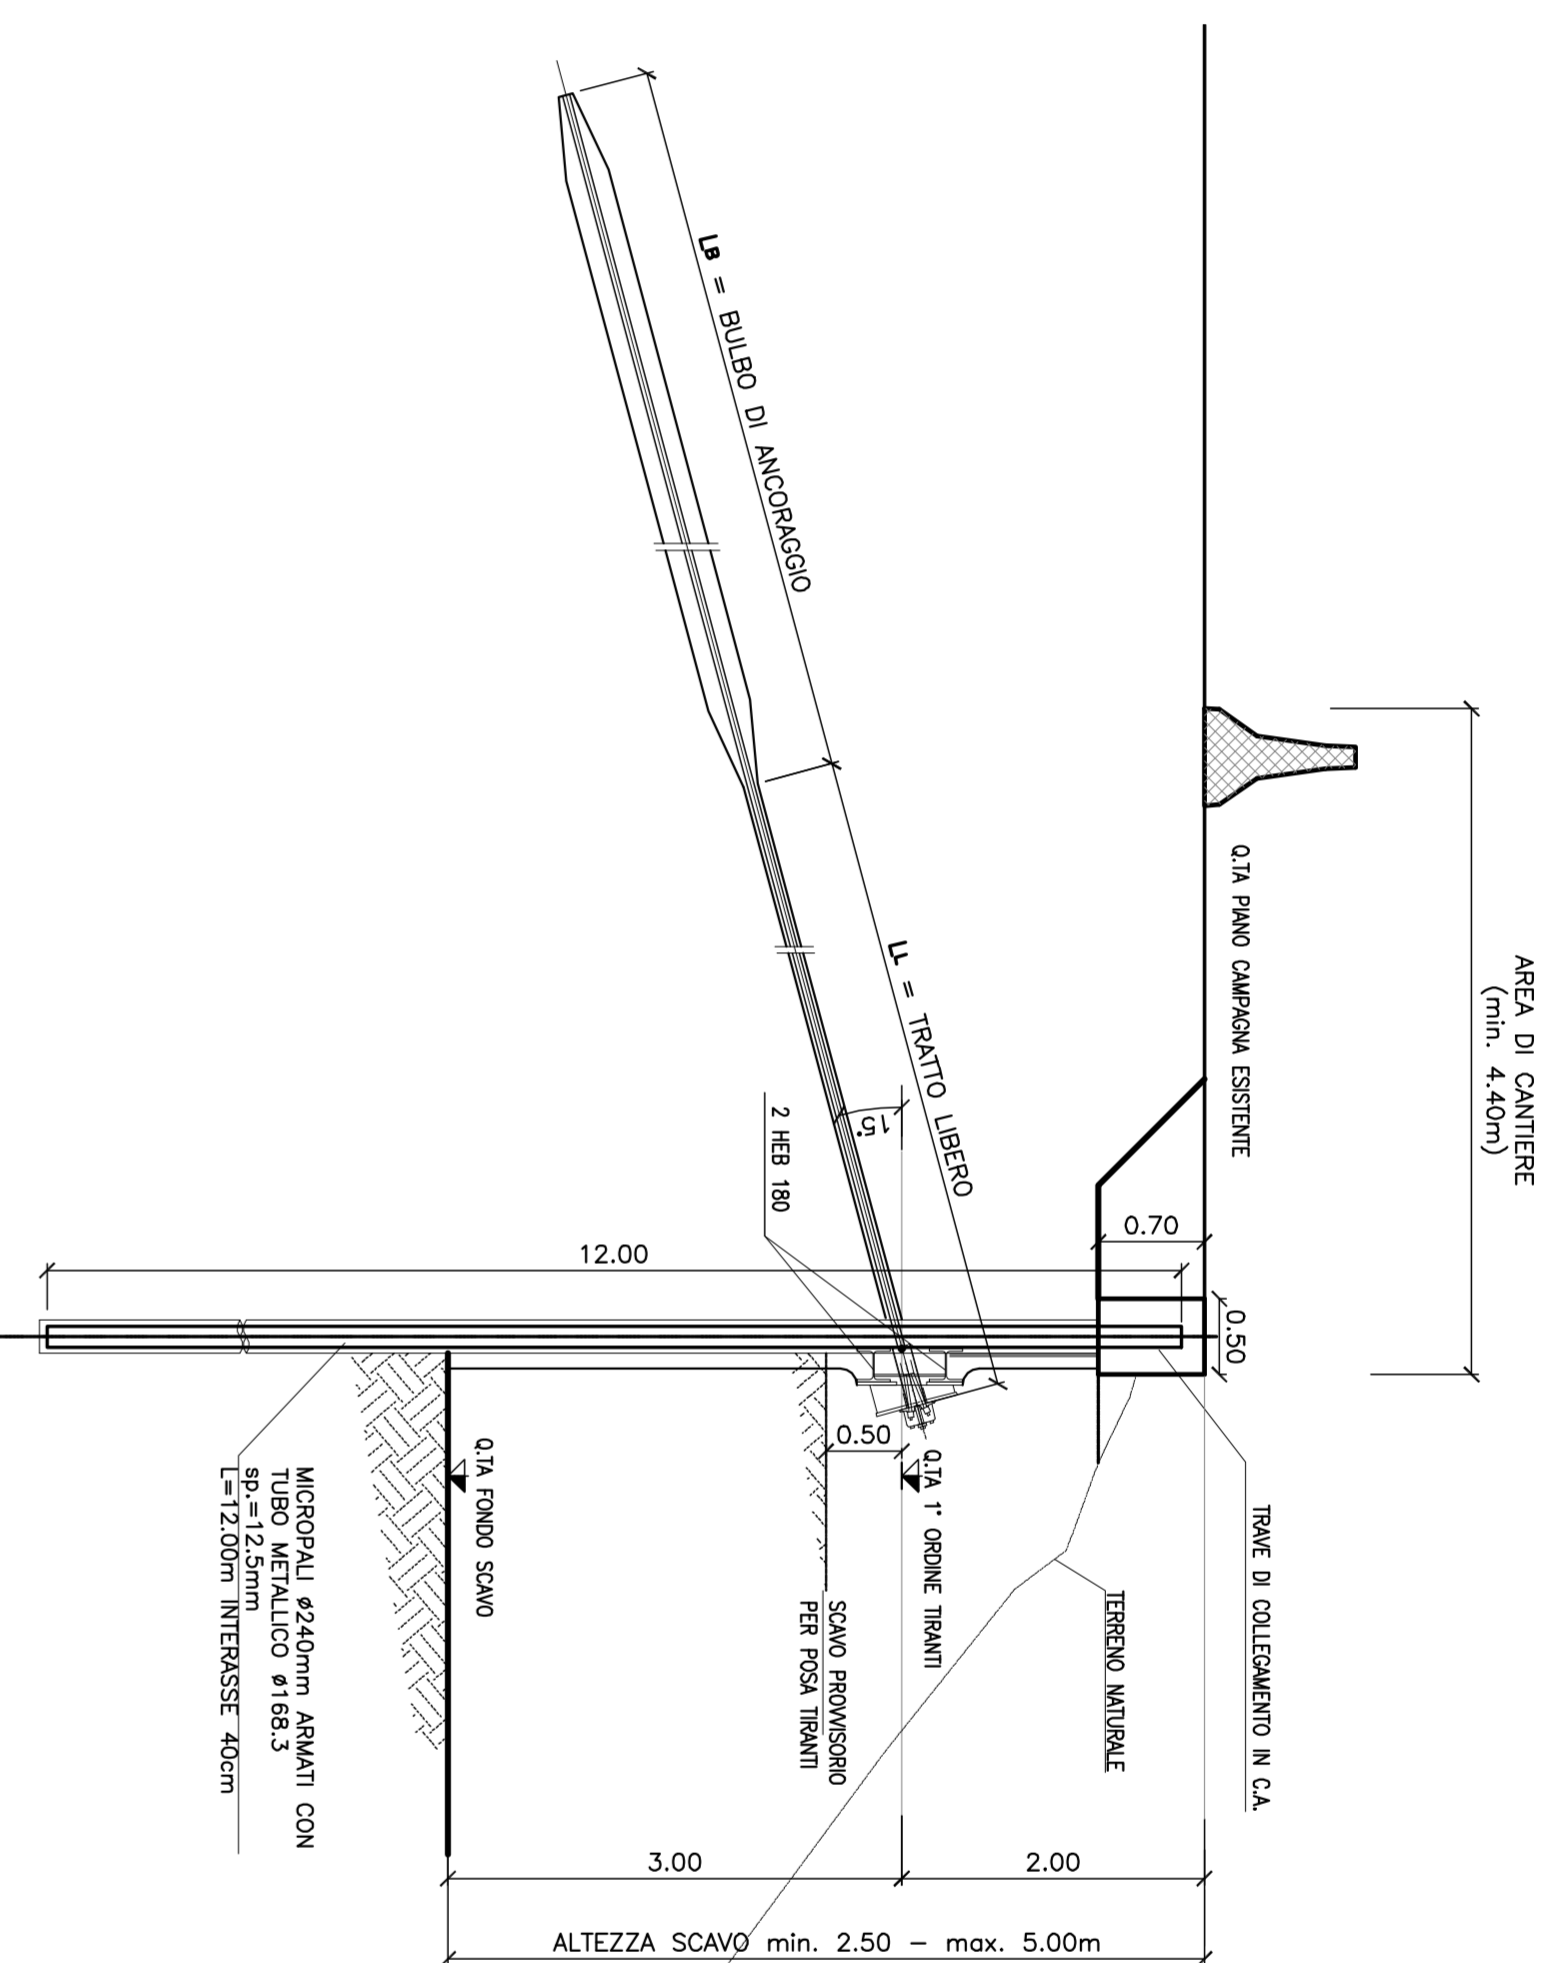 AREA DI CANTIERE
(min. 4.40m)
Q.TA PIANO CAMPAGNA ESISTENTE
LB = BULBO DI ANCORAGGIO
LL = TRATTO LIBERO
15°
2 HEB 180
0.70
0.50
12.00
0.50
Q.TA 1° ORDINE TIRANTI
Q.TA FONDO SCAVO
TRAVE DI COLLEGAMENTO IN C.A.
TERRENO NATURALE
SCAVO PROVVISORIO
PER POSA TIRANTI
MICROPALI ø240mm ARMATI CON
TUBO METALLICO ø168.3
sp.=12.5mm
L=12.00m INTERASSE 40cm
3.00
2.00
ALTEZZA SCAVO min. 2.50 – max. 5.00m